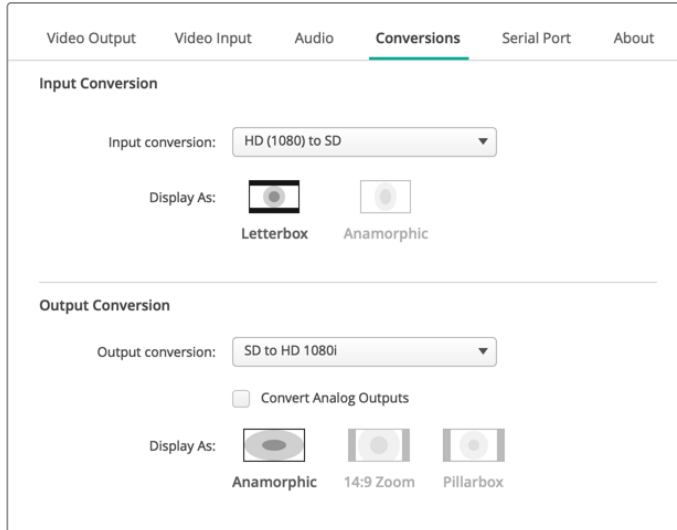 Video Output Video Input Audio Conversions Serial Port About
Input Conversion
Input conversion: HD (1080) to SD
Display As:
Letterbox Anamorphic
Output Conversion
Output conversion: SD to HD 1080i
Convert Analog Outputs
Display As:
Anamorphic 14:9 Zoom Pillarbox